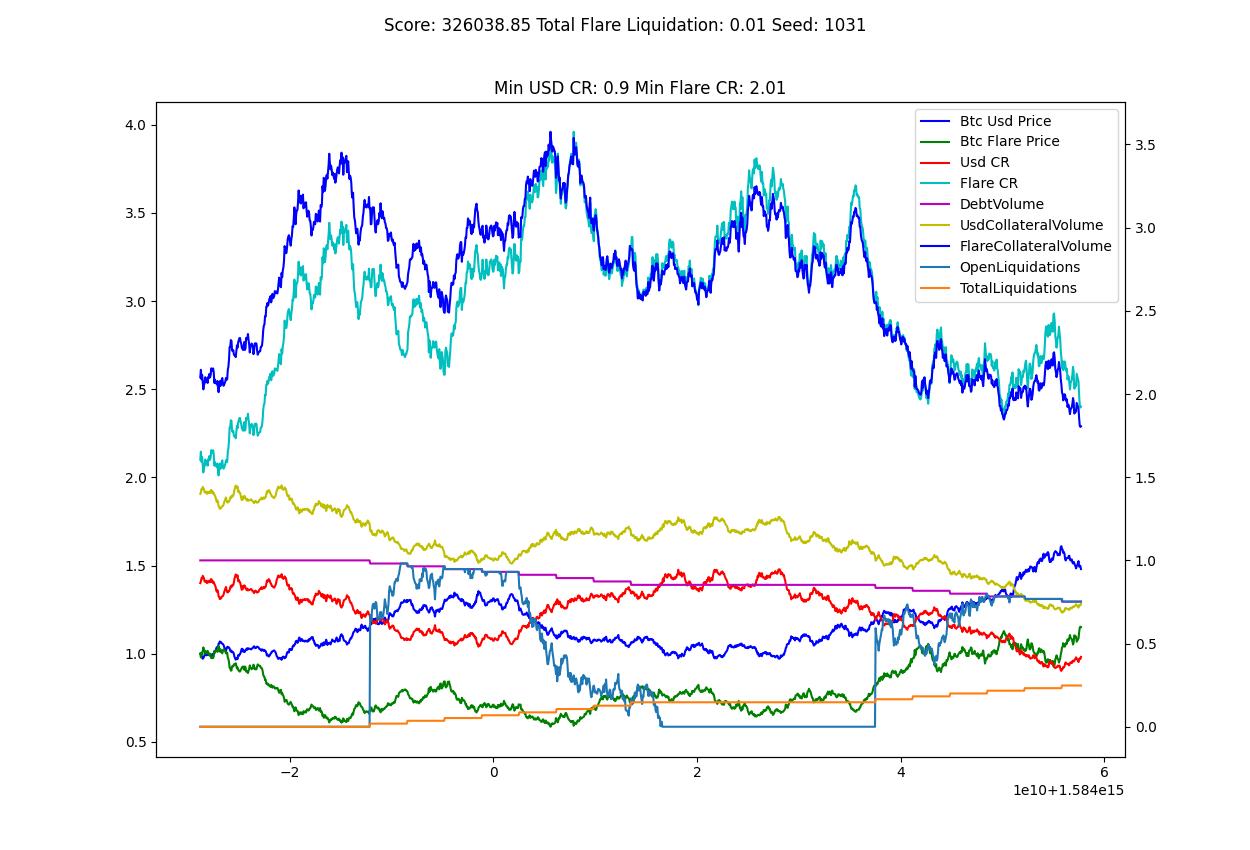 Score: 326038.85 Total Flare Liquidation: 0.01 Seed: 1031
Min USD CR: 0.9 Min Flare CR: 2.01
4.0
3.5
3.0
2.5
2.0
1.5
1.0
0.5
3.5
3.0
2.5
2.0
1.5
1.0
0.5
0.0
Btc Usd Price
Btc Flare Price
Usd CR
Flare CR
DebtVolume
UsdCollateralVolume
FlareCollateralVolume
OpenLiquidations
TotalLiquidations
−2 0 2 4 6
1e10+1.584e15